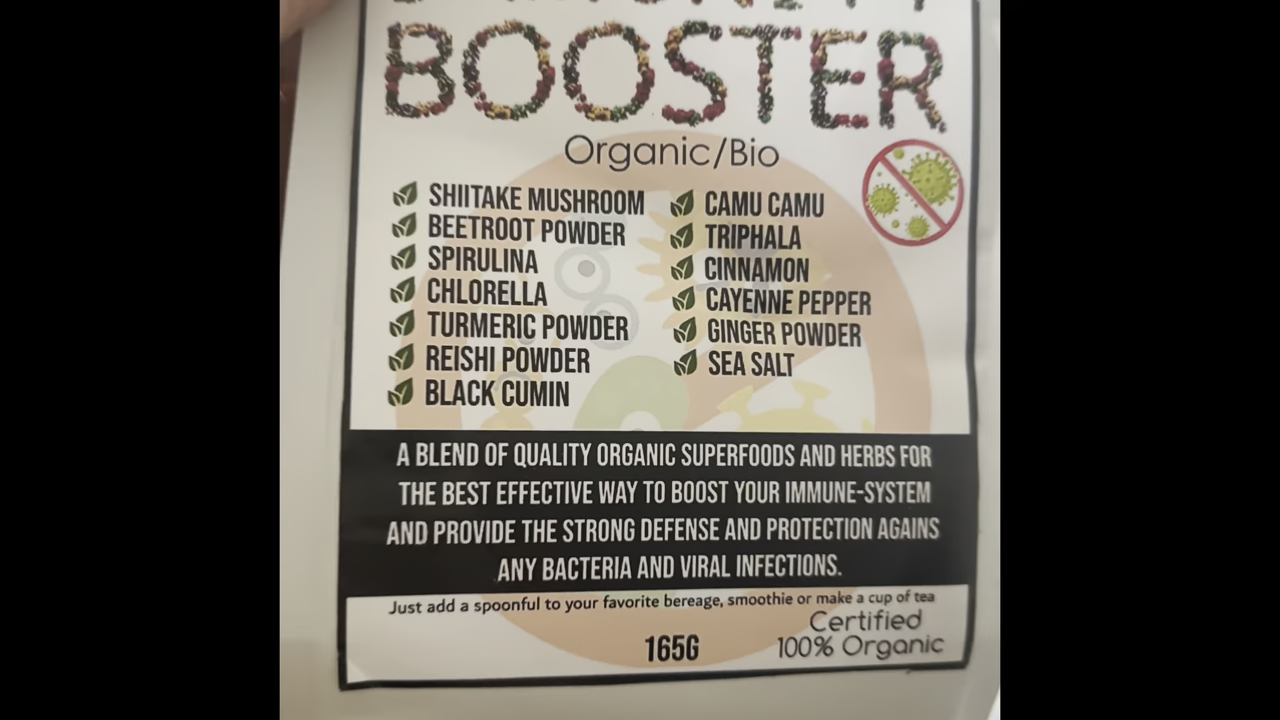 BOOSTER
Organic/Bio
SHIITAKE MUSHROOM
BEETROOT POWDER
SPIRULINA
CHLORELLA
TURMERIC POWDER
REISHI POWDER
BLACK CUMIN
CAMU CAMU
TRIPHALA
CINNAMON
CAYENNE PEPPER
GINGER POWDER
SEA SALT
A BLEND OF QUALITY ORGANIC SUPERFOODS AND HERBS FOR
THE BEST EFFECTIVE WAY TO BOOST YOUR IMMUNE-SYSTEM
AND PROVIDE THE STRONG DEFENSE AND PROTECTION AGAINS
ANY BACTERIA AND VIRAL INFECTIONS.
Just add a spoonful to your favorite bereage, smoothie or make a cup of tea
165G
Certified
100% Organic